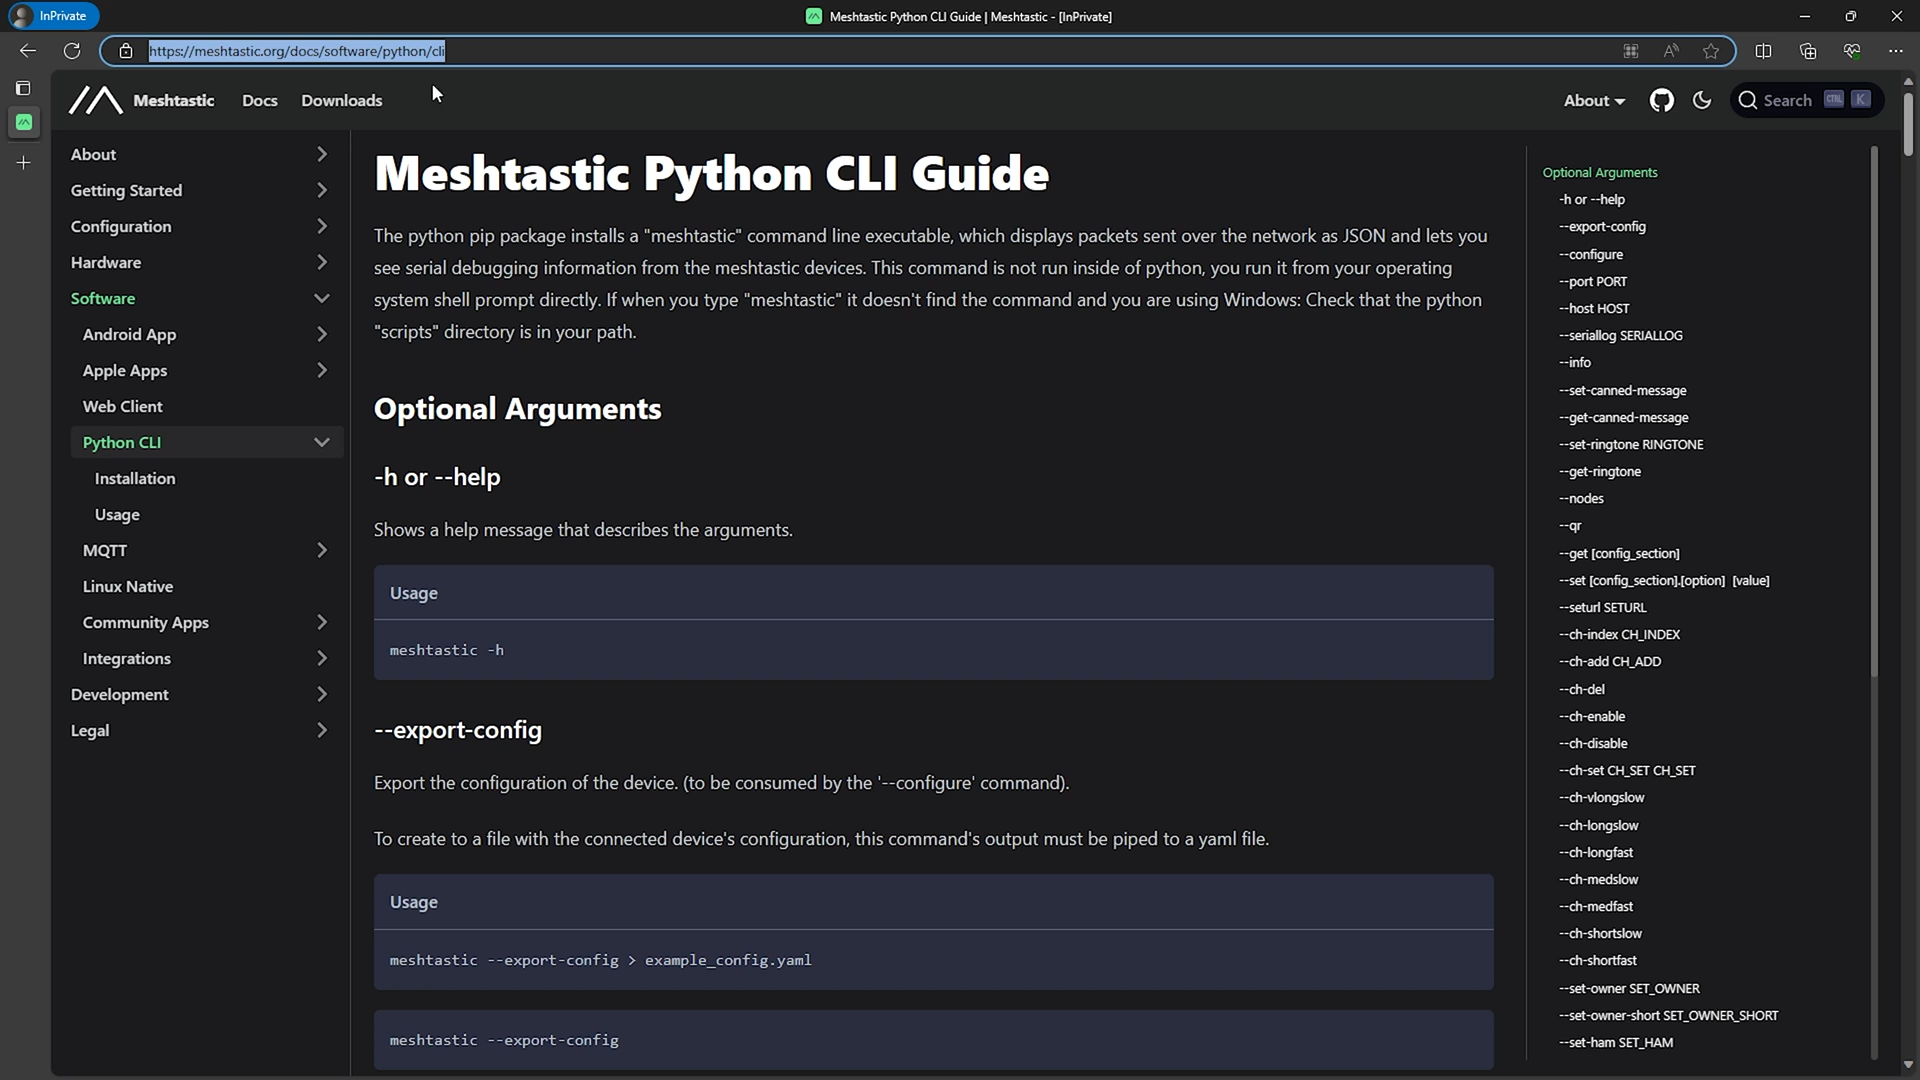 InPrivate
Meshtastic Python CLI Guide | Meshtastic - [InPrivate]
https://meshtastic.org/docs/software/python/cli
Meshtastic
Docs
Downloads
About
Search CTRL K
About
Getting Started
Configuration
Hardware
Software
Android App
Apple Apps
Web Client
Python CLI
Installation
Usage
MQTT
Linux Native
Community Apps
Integrations
Development
Legal
Meshtastic Python CLI Guide
The python pip package installs a "meshtastic" command line executable, which displays packets sent over the network as JSON and lets you
see serial debugging information from the meshtastic devices. This command is not run inside of python, you run it from your operating
system shell prompt directly. If when you type "meshtastic" it doesn't find the command and you are using Windows: Check that the python
"scripts" directory is in your path.
Optional Arguments
-h or --help
Shows a help message that describes the arguments.
Usage
meshtastic -h
--export-config
Export the configuration of the device. (to be consumed by the '--configure' command).
To create to a file with the connected device's configuration, this command's output must be piped to a yaml file.
Usage
meshtastic --export-config > example_config.yaml
meshtastic --export-config
Optional Arguments
-h or --help
--export-config
--configure
--port PORT
--host HOST
--seriallog SERIALLOG
--info
--set-canned-message
--get-canned-message
--set-ringtone RINGTONE
--get-ringtone
--nodes
--qr
--get [config_section]
--set [config_section].[option] [value]
--seturl SETURL
--ch-index CH_INDEX
--ch-add CH_ADD
--ch-del
--ch-enable
--ch-disable
--ch-set CH_SET CH_SET
--ch-vlongslow
--ch-longslow
--ch-longfast
--ch-medslow
--ch-medfast
--ch-shortslow
--ch-shortfast
--set-owner SET_OWNER
--set-owner-short SET_OWNER_SHORT
--set-ham SET_HAM